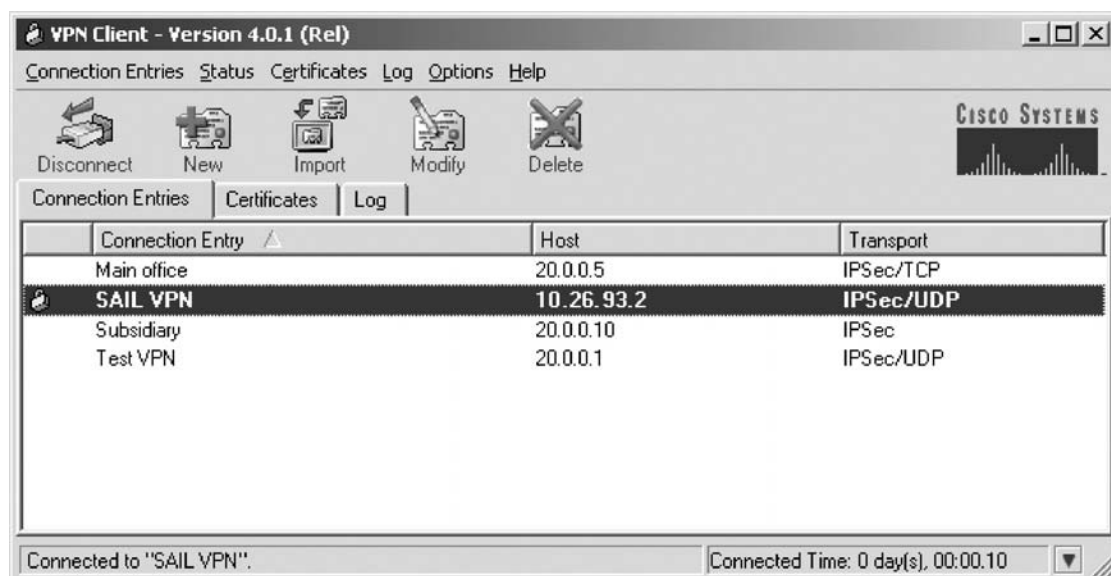 VPN Client - Version 4.0.1 (Rel)
Connection Entries Status Certificates Log Options Help
CISCO SYSTEMS
Disconnect New Import Modify Delete
Connection Entries Certificates Log
Connection Entry Host Transport
Main office 20.0.0.5 IPSec/TCP
SAIL VPN 10.26.93.2 IPSec/UDP
Subsidiary 20.0.0.10 IPSec
Test VPN 20.0.0.1 IPSec/UDP
Connected to "SAIL VPN". Connected Time: 0 day(s), 00:00.10